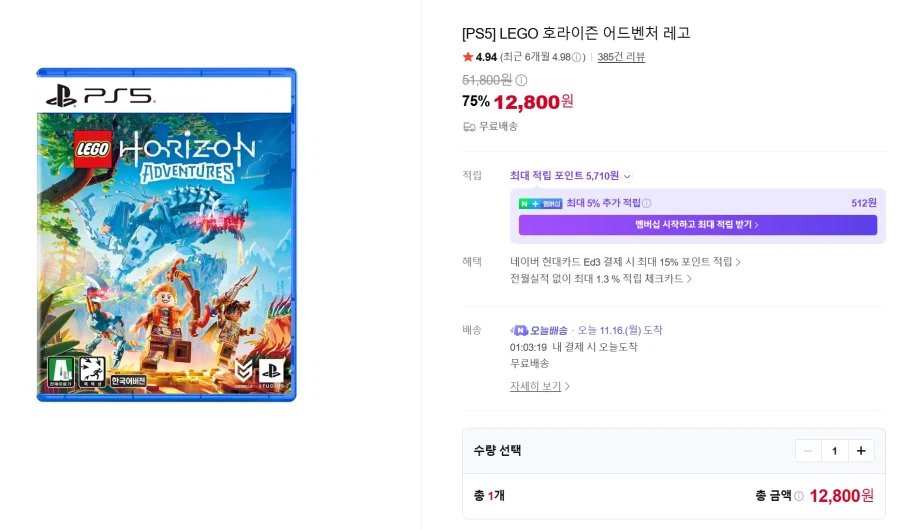 PS5
LEGO HORIZON
ADVENTURES
한국어버전
STUDIOS
[PS5] LEGO 호라이즌 어드벤처 레고
4.94 (최근 6개월 4.98) 385건 리뷰
51,800원
75% 12,800원
무료배송
적립 최대 적립 포인트 5,710원
N + 멤버십 최대 5% 추가 적립 512원
멤버십 시작하고 최대 적립 받기
혜택 네이버 현대카드 Ed3 결제 시 최대 15% 포인트 적립
전월실적 없이 최대 1.3 % 적립 체크카드
배송 N 오늘배송 · 오늘 11.16.(월) 도착
01:03:19 내 결제 시 오늘도착
무료배송
자세히 보기
수량 선택 − 1 +
총 1개 총 금액 12,800원